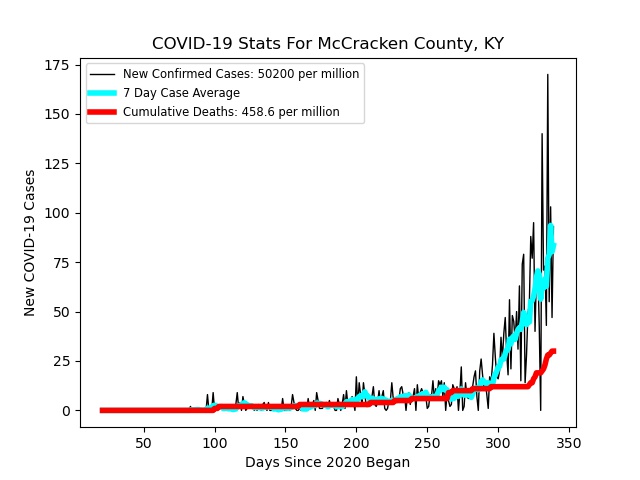 COVID-19 Stats For McCracken County, KY
New Confirmed Cases: 50200 per million
7 Day Case Average
Cumulative Deaths: 458.6 per million
175
150
125
100
75
50
25
0
New COVID-19 Cases
50 100 150 200 250 300 350
Days Since 2020 Began